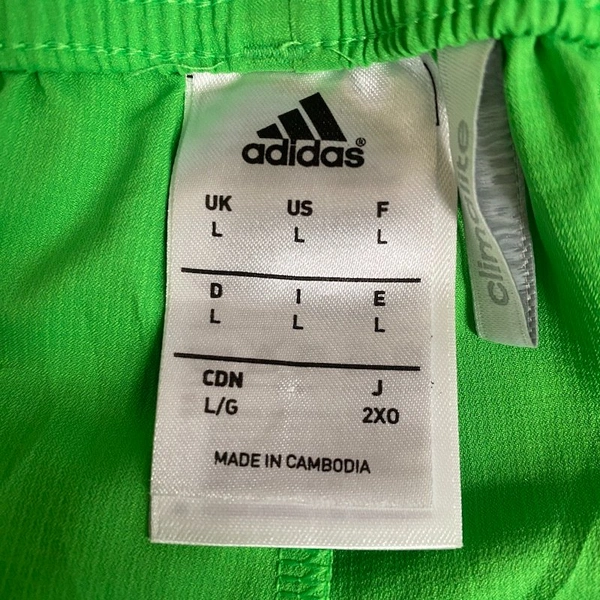 adidas®
UK US F
L L L
D I E
L L L
CDN J
L/G 2XO
MADE IN CAMBODIA
climalite